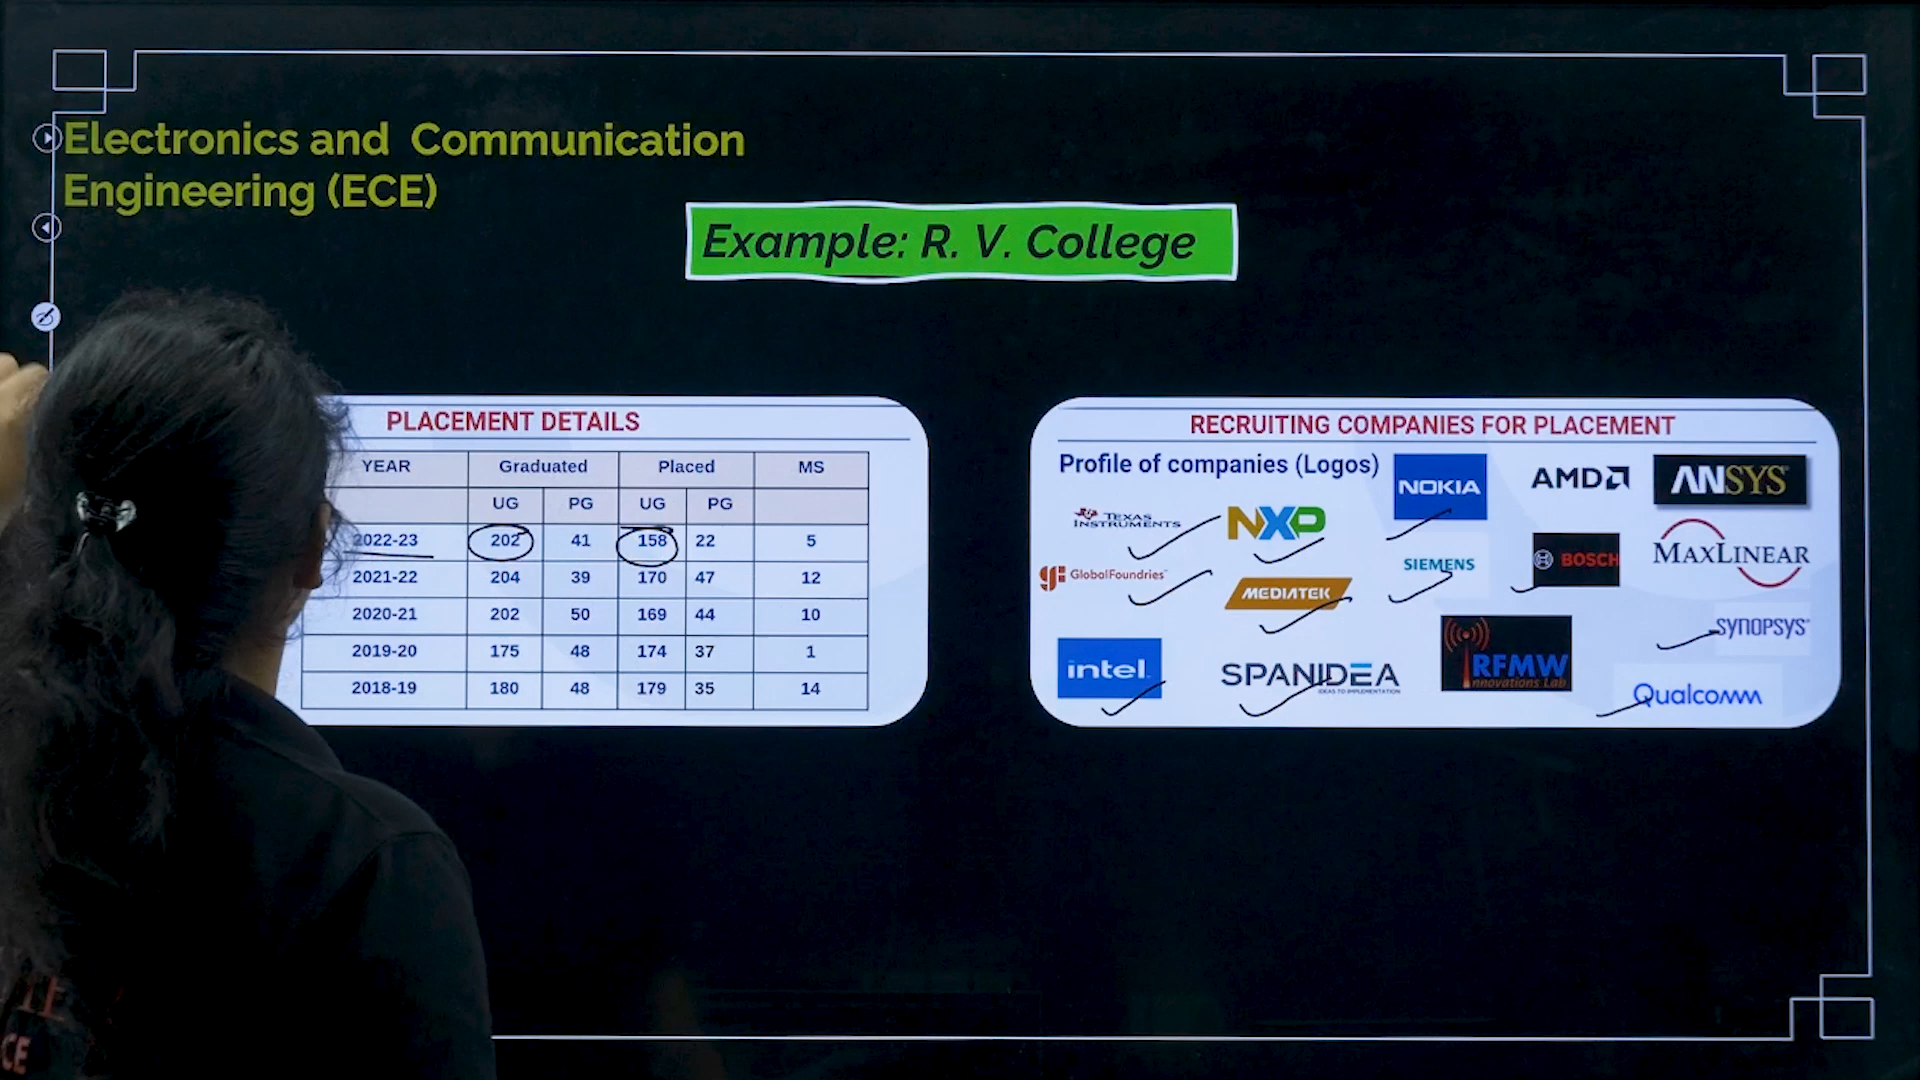 Electronics and Communication
Engineering (ECE)
Example: R. V. College
PLACEMENT DETAILS
YEAR Graduated Placed MS
UG PG UG PG
2022-23 202 41 158 22 5
2021-22 204 39 170 47 12
2020-21 202 50 169 44 10
2019-20 175 48 174 37 1
2018-19 180 48 179 35 14
RECRUITING COMPANIES FOR PLACEMENT
Profile of companies (Logos)
NOKIA
AMD
ANSYS
TEXAS
INSTRUMENTS
NXP
SIEMENS
BOSCH
MAXLINEAR
GlobalFoundries
MEDIATEK
SYNOPSYS
intel
SPANIDEA
IDEAS TO IMPLEMENTATION
RFMW
Innovations Lab
Qualcomm
CE